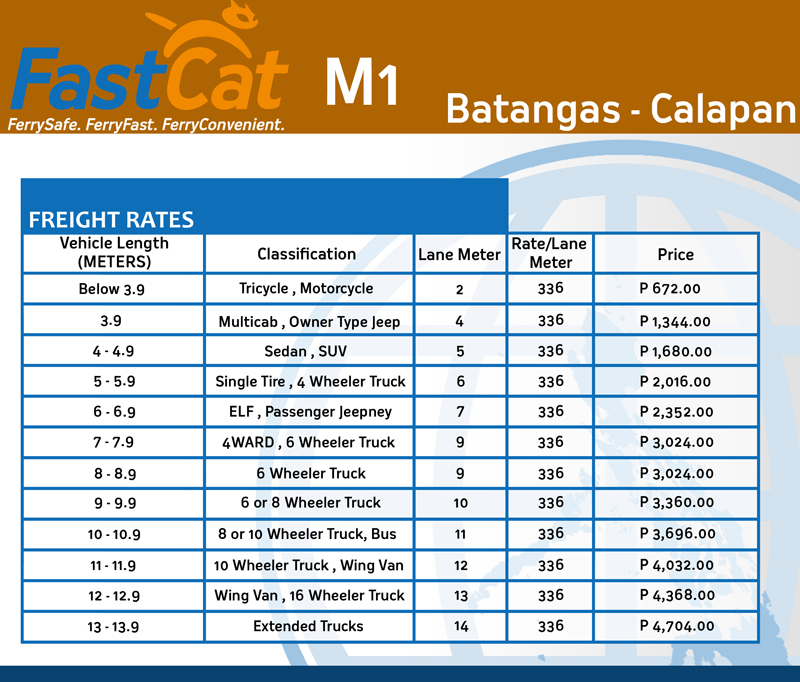 FastCat
FerrySafe. FerryFast. FerryConvenient.
M1
Batangas - Calapan
FREIGHT RATES
Vehicle Length (METERS) Classification Lane Meter Rate/Lane Meter Price
Below 3.9 Tricycle , Motorcycle 2 336 P 672.00
3.9 Multicab , Owner Type Jeep 4 336 P 1,344.00
4 - 4.9 Sedan , SUV 5 336 P 1,680.00
5 - 5.9 Single Tire , 4 Wheeler Truck 6 336 P 2,016.00
6 - 6.9 ELF , Passenger Jeepney 7 336 P 2,352.00
7 - 7.9 4WARD , 6 Wheeler Truck 9 336 P 3,024.00
8 - 8.9 6 Wheeler Truck 9 336 P 3,024.00
9 - 9.9 6 or 8 Wheeler Truck 10 336 P 3,360.00
10 - 10.9 8 or 10 Wheeler Truck, Bus 11 336 P 3,696.00
11 - 11.9 10 Wheeler Truck , Wing Van 12 336 P 4,032.00
12 - 12.9 Wing Van , 16 Wheeler Truck 13 336 P 4,368.00
13 - 13.9 Extended Trucks 14 336 P 4,704.00